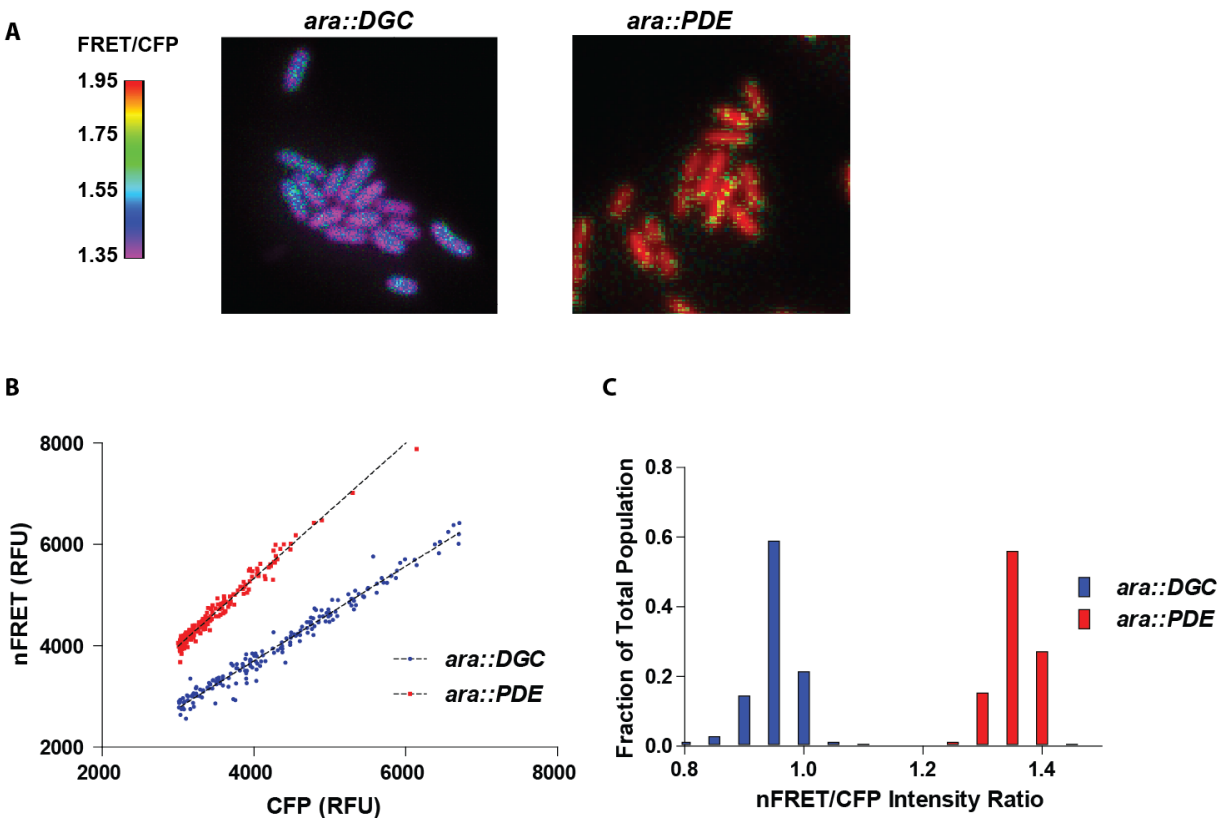 A
ara::DGC
ara::PDE
FRET/CFP
1.95
1.75
1.55
1.35
B
nFRET (RFU)
8000
6000
4000
2000
2000
4000
6000
8000
CFP (RFU)
ara::DGC
ara::PDE
C
Fraction of Total Population
0.8
0.6
0.4
0.2
0.0
0.8
1.0
1.2
1.4
nFRET/CFP Intensity Ratio
ara::DGC
ara::PDE